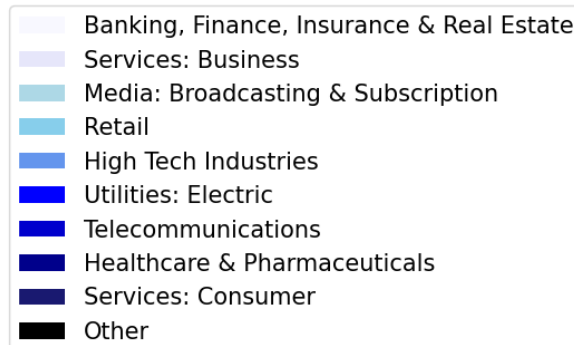 Banking, Finance, Insurance & Real Estate
Services: Business
Media: Broadcasting & Subscription
Retail
High Tech Industries
Utilities: Electric
Telecommunications
Healthcare & Pharmaceuticals
Services: Consumer
Other